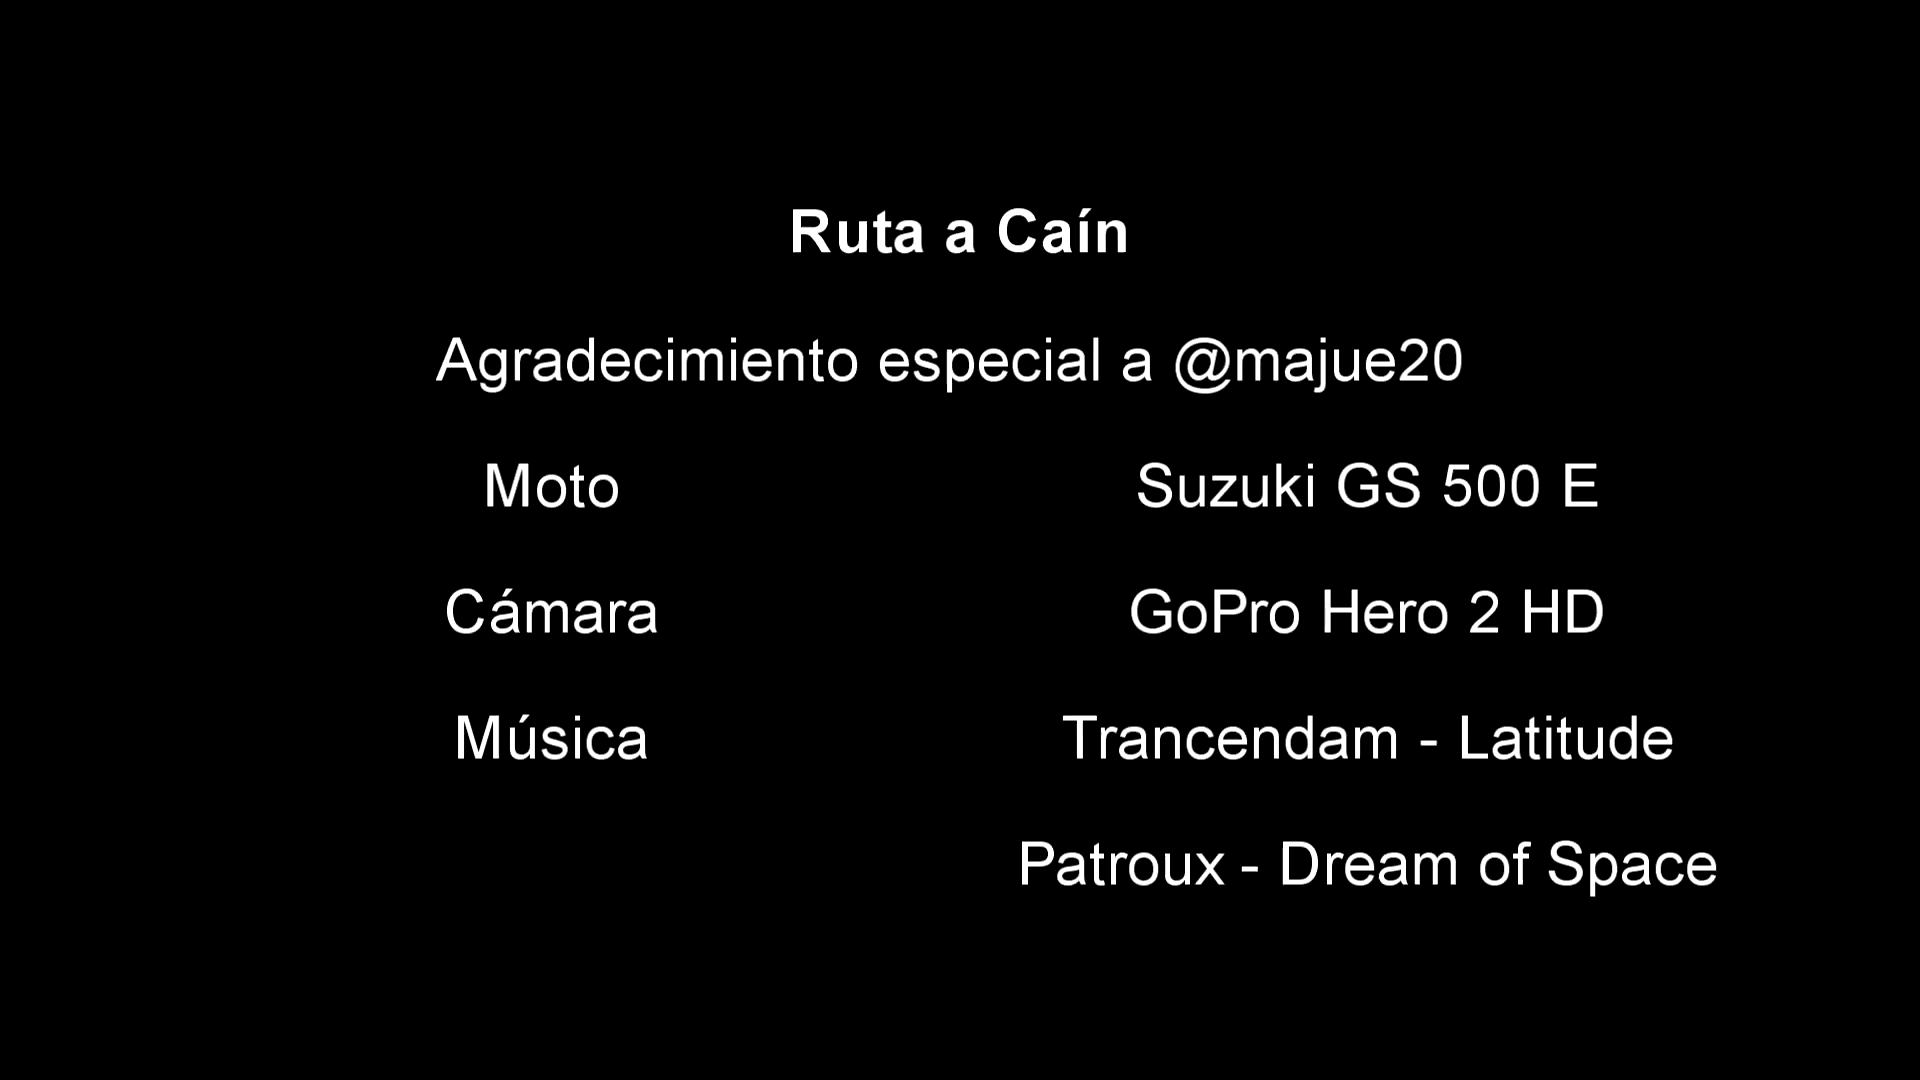 Ruta a Caín
Agradecimiento especial a @majue20
Moto Suzuki GS 500 E
Cámara GoPro Hero 2 HD
Música Trancendam - Latitude
Patroux - Dream of Space